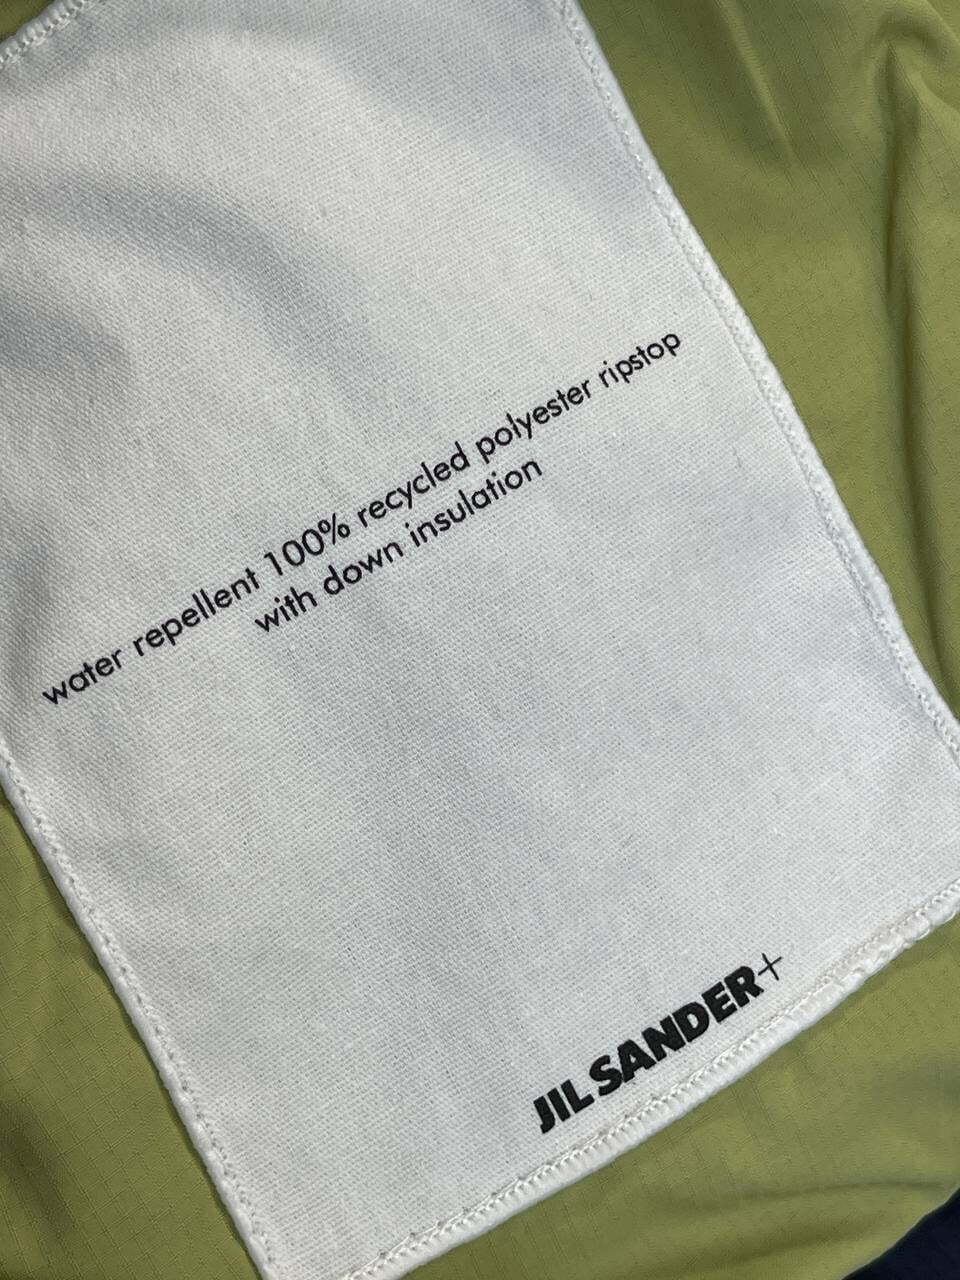 water repellent 100% recycled polyester ripstop
with down insulation
JIL SANDER+